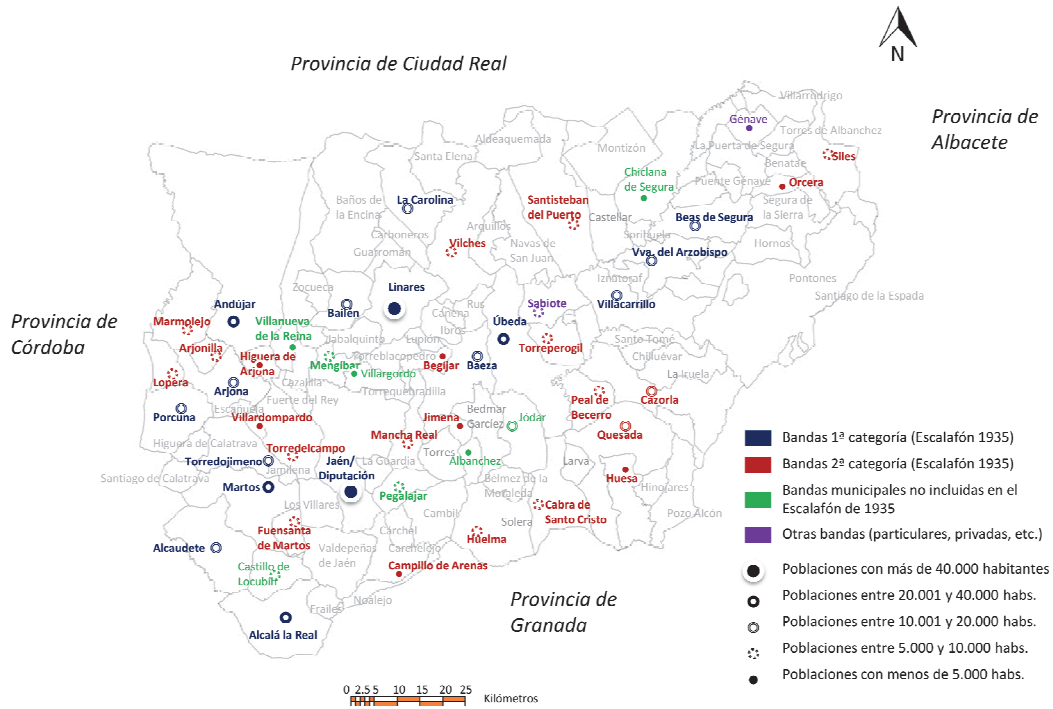 N
Provincia de Ciudad Real
Provincia de
Albacete
Villarrodrigo
Génave
Torres de Albanchez
Aldeaquemada
Montizón
La Puerta de Segura
Siles
Santa Elena
Benatae
Chiclana
de Segura
Puente Génave
Orcera
Baños de
la Encina
La Carolina
Santisteban
del Puerto
Segura de
la Sierra
Castellar
Beas de Segura
Arquillos
Carboneros
Sorihuela
Vilches
Navas de
San Juan
Hornos
Guarromán
Vva. del Arzobispo
Iznatoraf
Pontones
Zocueca
Linares
Santiago de la Espada
Andújar
Bailén
Rus
Sabiote
Villacarrillo
Canena
Provincia de
Córdoba
Marmolejo
Villanueva
de la Reina
Úbeda
Ibros
Jabalquinto
Lupión
Santo Tomé
Arjonilla
Torreperogil
Higuera de
Arjona
Torreblascopedro
Chilluévar
Mengíbar
Begíjar
Baeza
Villargordo
La Iruela
Lopera
Cazalilla
Arjona
Torrequebradilla
Fuerte del Rey
Peal de
Becerro
Cazorla
Porcuna
Escañuela
Bedmar
Villardompardo
Jimena
Garcíez
Jódar
Mancha Real
Quesada
Higuera de Calatrava
Torredelcampo
Torres
Jaén/
Diputación
La Guardia
Albanchez
Larva
Torredojimeno
Jamilena
Santiago de Calatrava
Belmez de la
Moraleda
Huesa
Martos
Hinojares
Pegalajar
Los Villares
Cabra de
Santo Cristo
Cambil
Pozo Alcón
Solera
Fuensanta
de Martos
Cárchel
Huelma
Alcaudete
Valdepeñas
de Jaén
Carchelejo
Castillo de
Locubín
Campillo de Arenas
Noalejo
Frailes
Provincia de
Granada
Alcalá la Real
Bandas 1ª categoría (Escalafón 1935)
Bandas 2ª categoría (Escalafón 1935)
Bandas municipales no incluidas en el
Escalafón de 1935
Otras bandas (particulares, privadas, etc.)
Poblaciones con más de 40.000 habitantes
Poblaciones entre 20.001 y 40.000 habs.
Poblaciones entre 10.001 y 20.000 habs.
Poblaciones entre 5.000 y 10.000 habs.
Poblaciones con menos de 5.000 habs.
0 2,5 5 10 15 20 25
Kilómetros